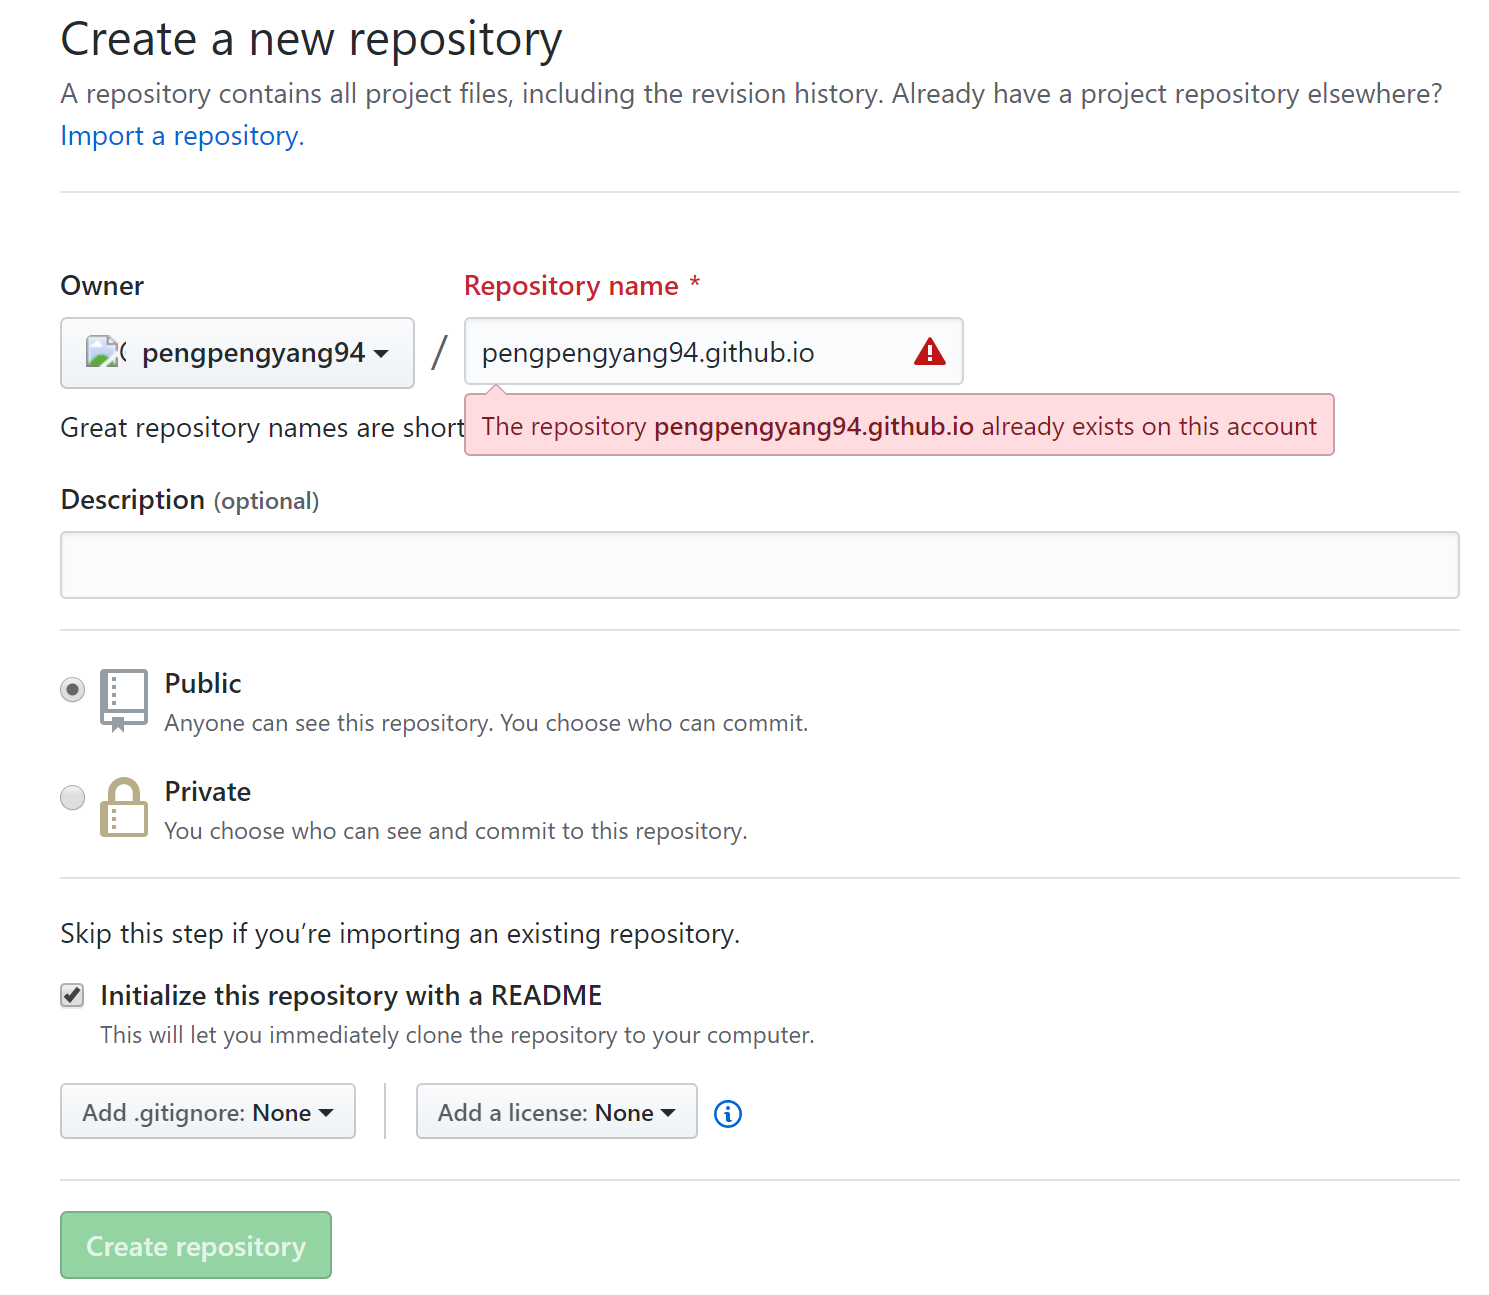 Create a new repository
A repository contains all project files, including the revision history. Already have a project repository elsewhere?
Import a repository.
Owner
Repository name *
pengpengyang94
/
pengpengyang94.github.io
Great repository names are short
The repository pengpengyang94.github.io already exists on this account
Description (optional)
Public
Anyone can see this repository. You choose who can commit.
Private
You choose who can see and commit to this repository.
Skip this step if you’re importing an existing repository.
Initialize this repository with a README
This will let you immediately clone the repository to your computer.
Add .gitignore: None
Add a license: None
Create repository